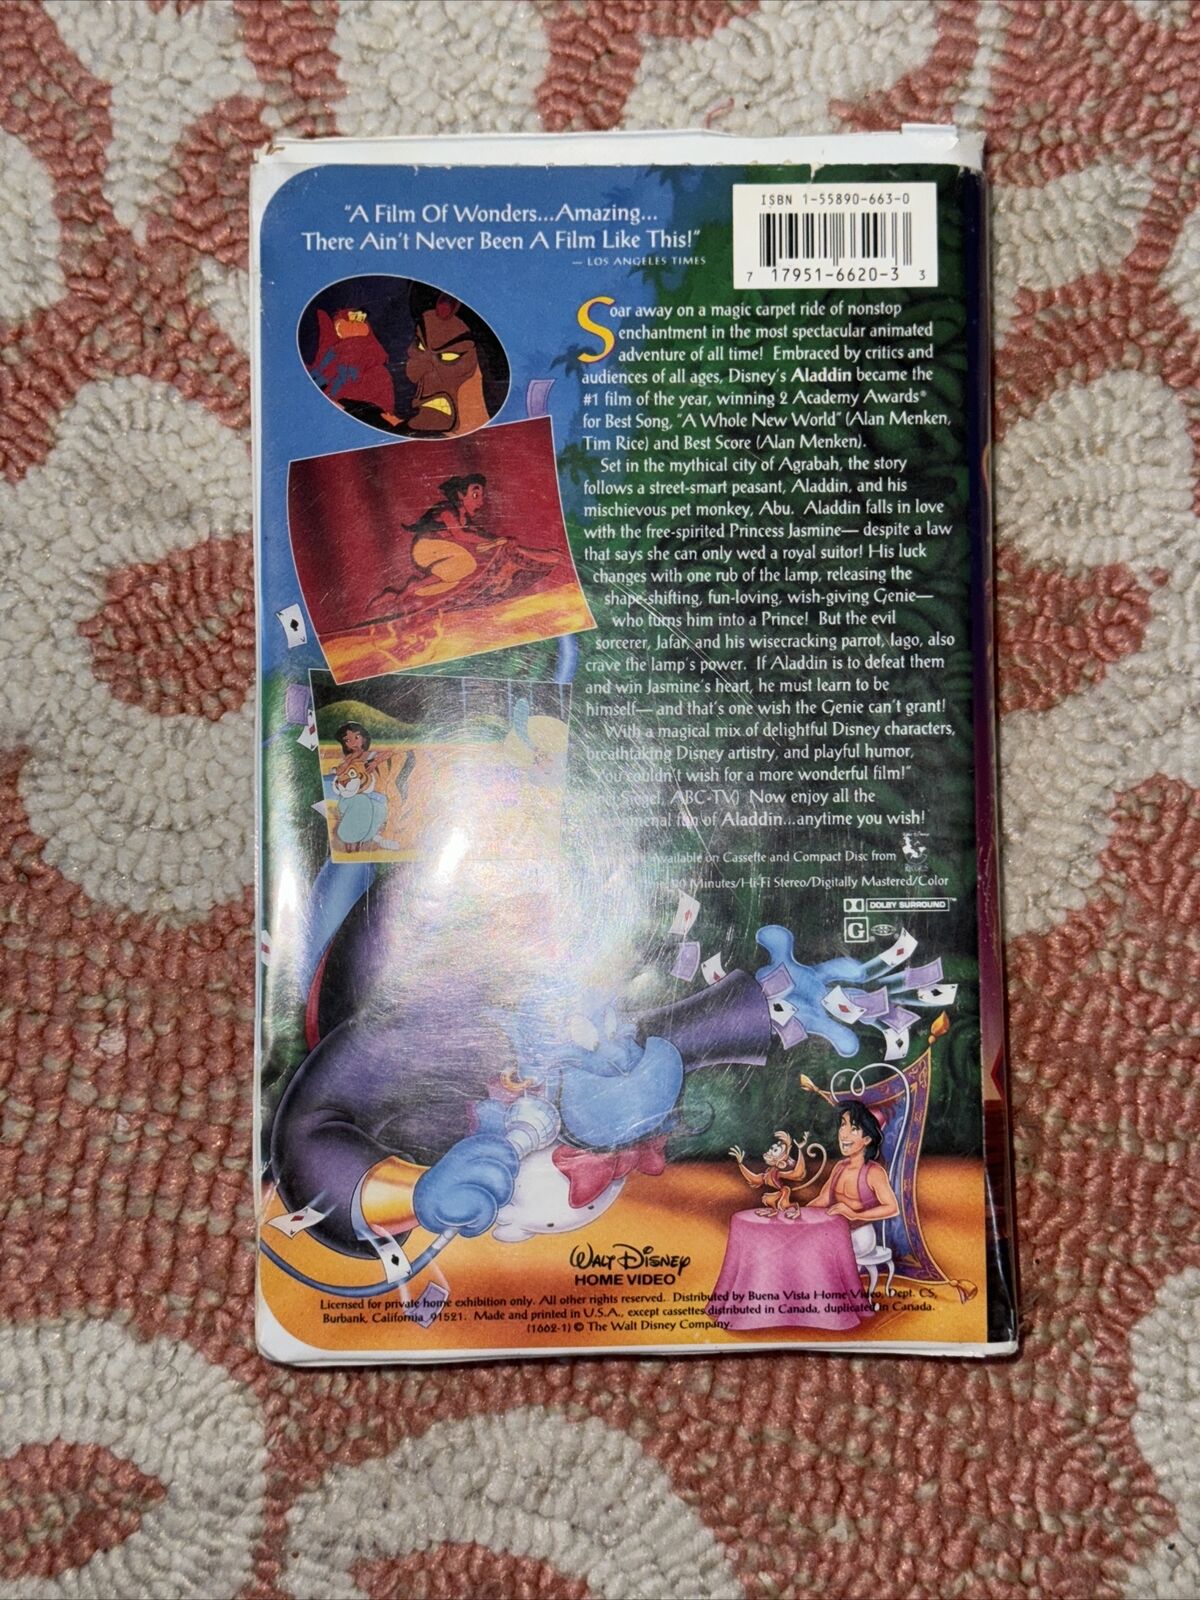 "A Film Of Wonders...Amazing...
There Ain't Never Been A Film Like This!"
— LOS ANGELES TIMES
ISBN 1-55890-663-0
7 17951-6620-3 3
Soar away on a magic carpet ride of nonstop
enchantment in the most spectacular animated
adventure of all time! Embraced by critics and
audiences of all ages, Disney's Aladdin became the
#1 film of the year, winning 2 Academy Awards®
for Best Song, "A Whole New World" (Alan Menken,
Tim Rice) and Best Score (Alan Menken).
Set in the mythical city of Agrabah, the story
follows a street-smart peasant, Aladdin, and his
mischievous pet monkey, Abu. Aladdin falls in love
with the free-spirited Princess Jasmine— despite a law
that says she can only wed a royal suitor! His luck
changes with one rub of the lamp, releasing the
shape-shifting, fun-loving, wish-giving Genie—
who turns him into a Prince! But the evil
sorcerer, Jafar, and his wisecracking parrot, Iago, also
crave the lamp's power. If Aladdin is to defeat them
and win Jasmine's heart, he must learn to be
himself— and that's one wish the Genie can't grant!
With a magical mix of delightful Disney characters,
breathtaking Disney artistry, and playful humor,
"You couldn't wish for a more wonderful film!"
Siegel, ABC-TV) Now enjoy all the
fun of Aladdin...anytime you wish!
Available on Cassette and Compact Disc from
Minutes/Hi-Fi Stereo/Digitally Mastered/Color
DOLBY SURROUND™
G®
WALT DISNEY
HOME VIDEO
Licensed for private home exhibition only. All other rights reserved. Distributed by Buena Vista Home Video, Dept. CS,
Burbank, California 91521. Made and printed in U.S.A., except cassettes distributed in Canada, duplicated in Canada.
(1662-1) © The Walt Disney Company.